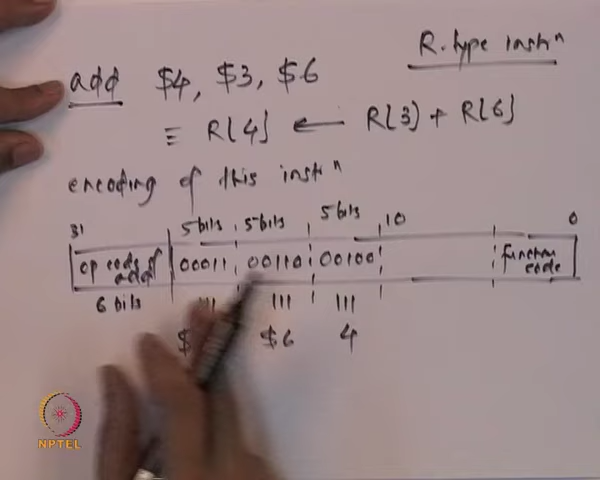 R. type instⁿ
add $4, $3, $6
≡ R[4] ← R[3] + R[6]
encoding of this instⁿ
31 5 bits 5 bits 5 bits 10 0
op code of add 00011 00110 00100 function code
6 bits ||| ||| |||
$ $6 4
NPTEL